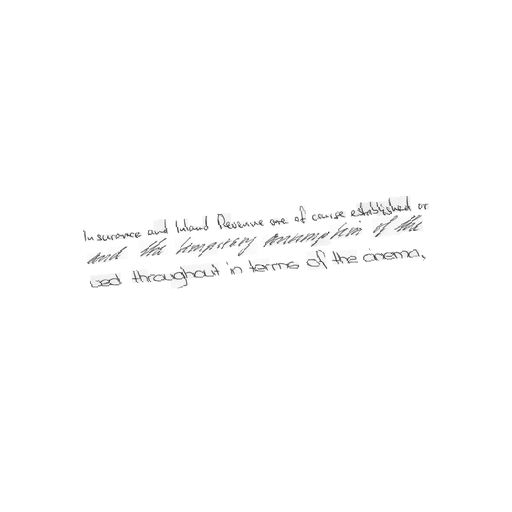 Insurance and Inland Revenue are of course established or
and the temporary assumption of the
ved throughout in terms of the cinema,